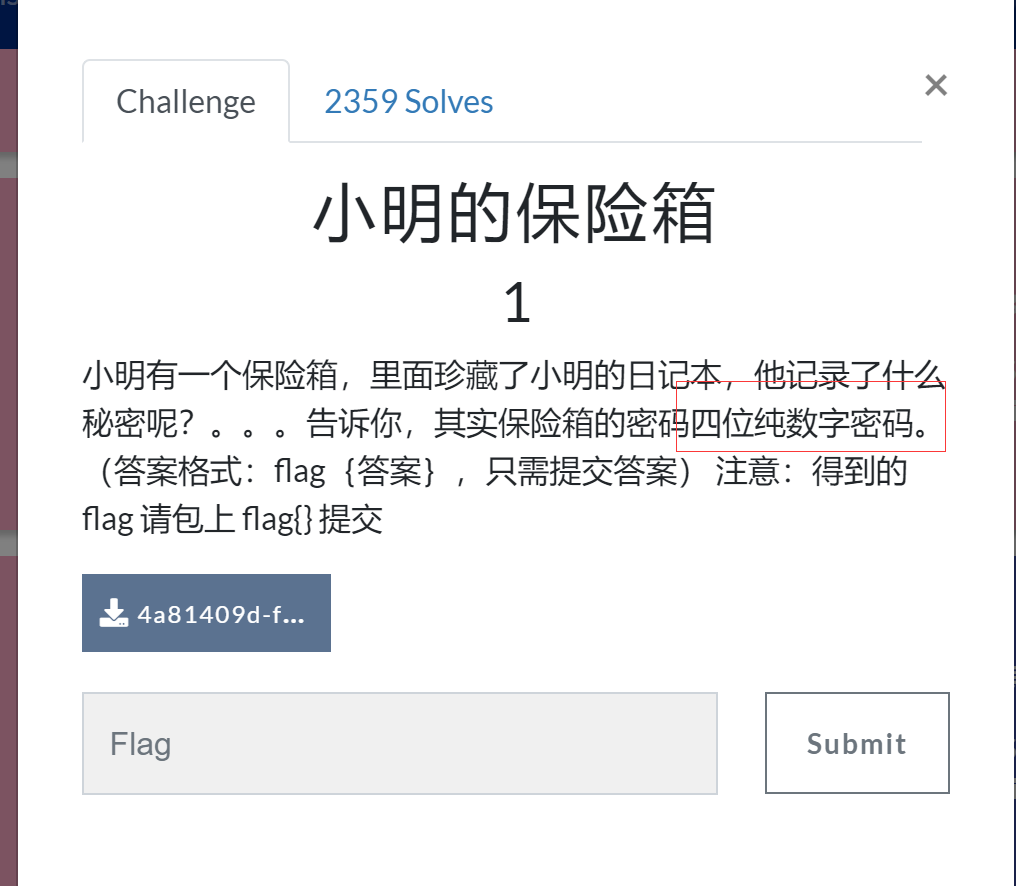 Challenge
2359 Solves
×
小明的保险箱
1
小明有一个保险箱，里面珍藏了小明的日记本，他记录了什么
秘密呢？。。。告诉你，其实保险箱的密码四位纯数字密码。
（答案格式：flag｛答案｝，只需提交答案） 注意：得到的
flag 请包上 flag{} 提交
4a81409d-f...
Flag
Submit